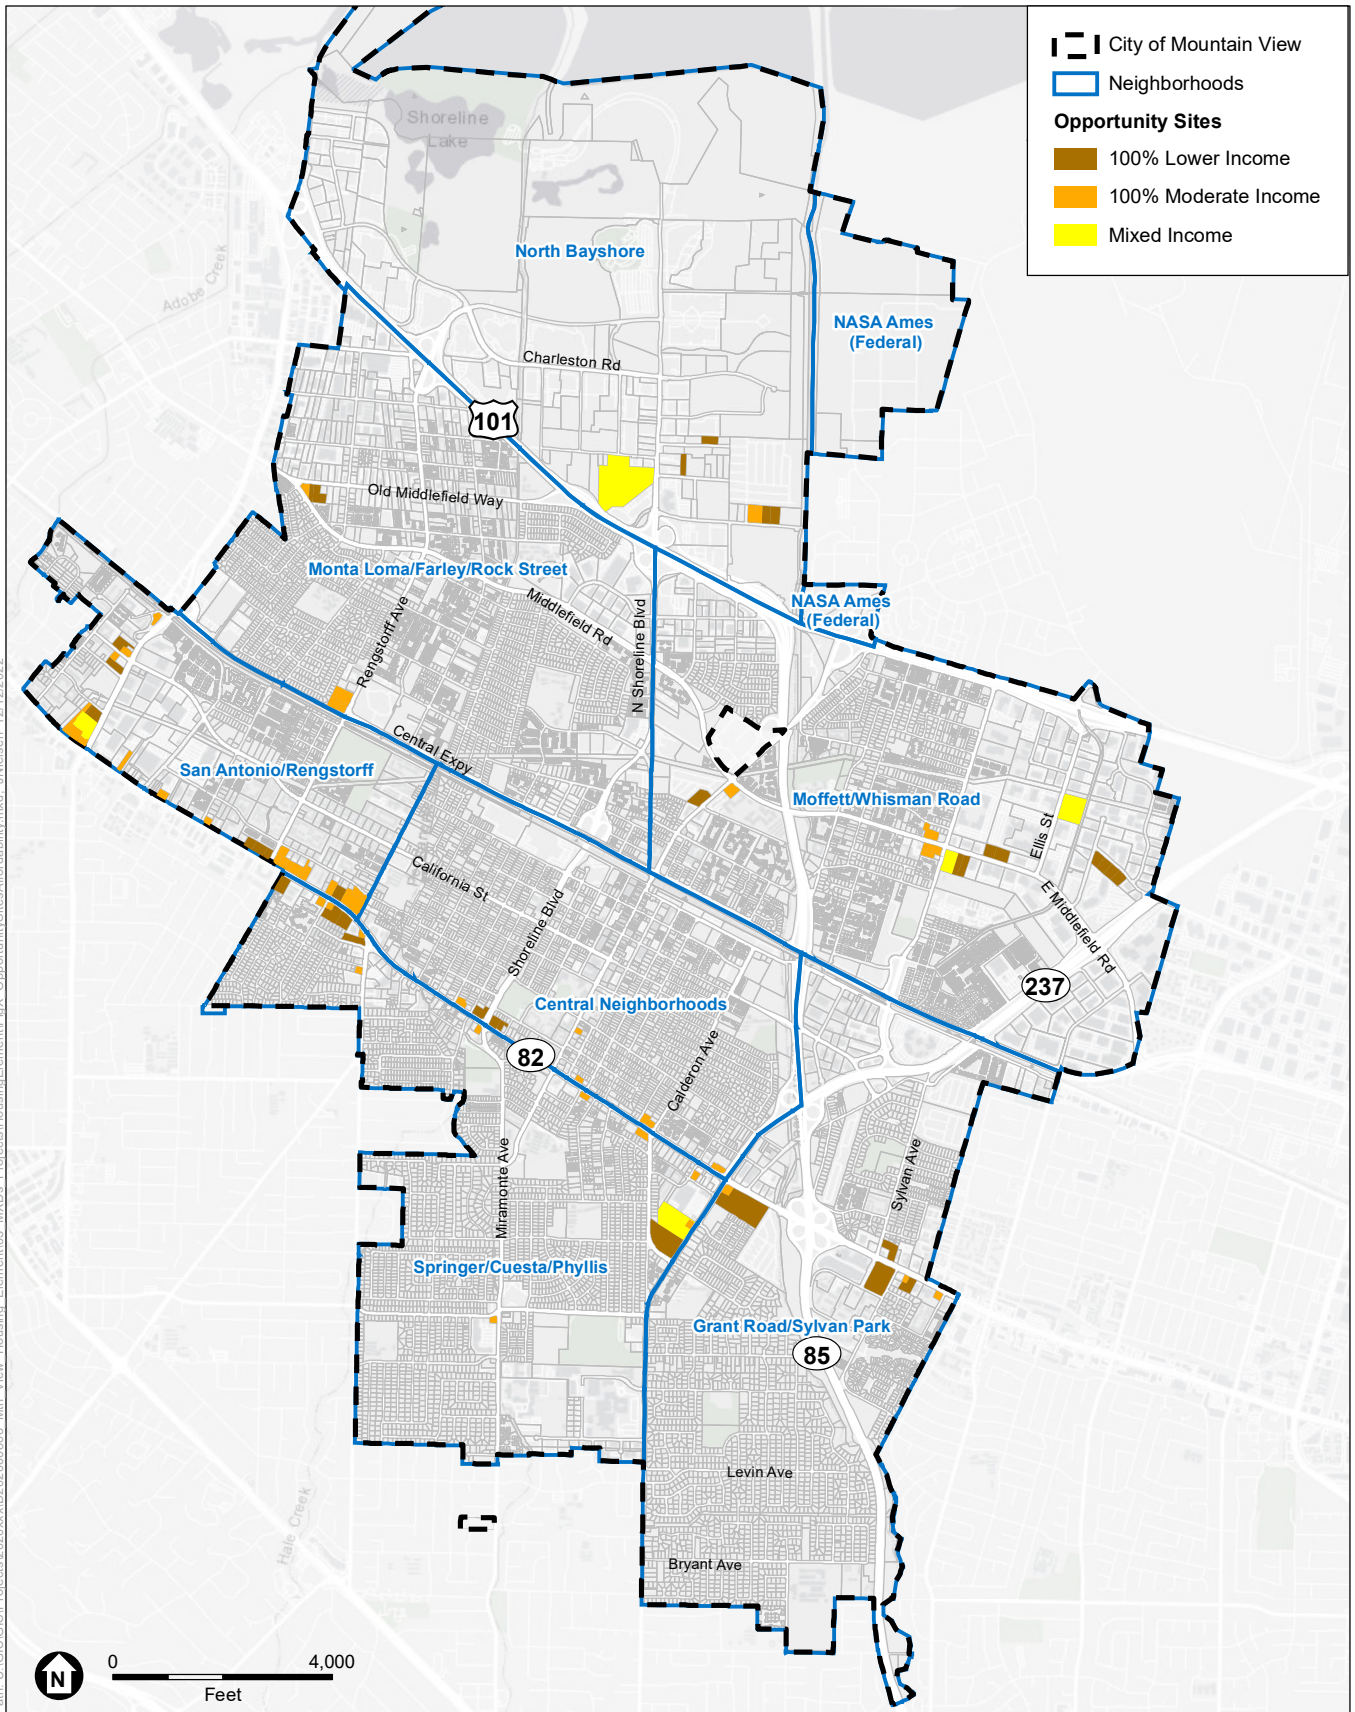 City of Mountain View
Neighborhoods
Opportunity Sites
100% Lower Income
100% Moderate Income
Mixed Income
Shoreline
Lake
North Bayshore
Adobe Creek
NASA Ames
(Federal)
Charleston Rd
101
Old Middlefield Way
Monta Loma/Farley/Rock Street
Middlefield Rd
Rengstorff Ave
N Shoreline Blvd
NASA Ames
(Federal)
Central Expy
San Antonio/Rengstorff
Moffett/Whisman Road
Ellis St
California St
Shoreline Blvd
E Middlefield Rd
237
Central Neighborhoods
82
Calderon Ave
Miramonte Ave
Sylvan Ave
Springer/Cuesta/Phyllis
Grant Road/Sylvan Park
85
Levin Ave
Hale Creek
Bryant Ave
N
0 4,000
Feet